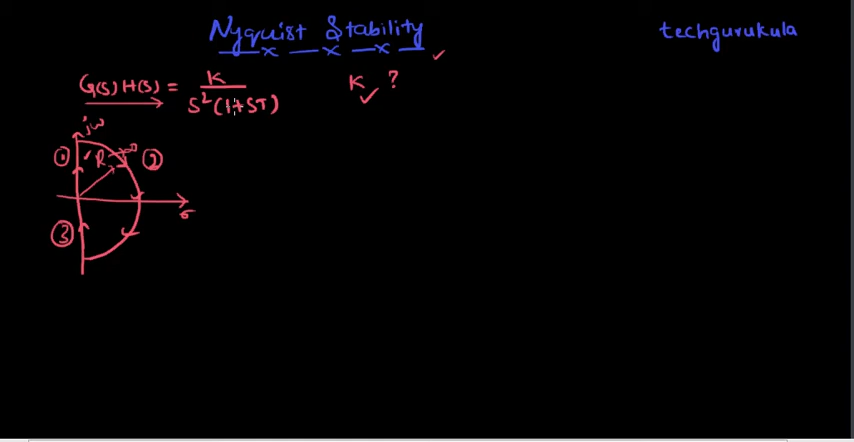 Nyquist Stability
techgurukula
G(s) H(s) = K / S²(1+ST)
K ?
jω
①
R→∞
②
σ
③